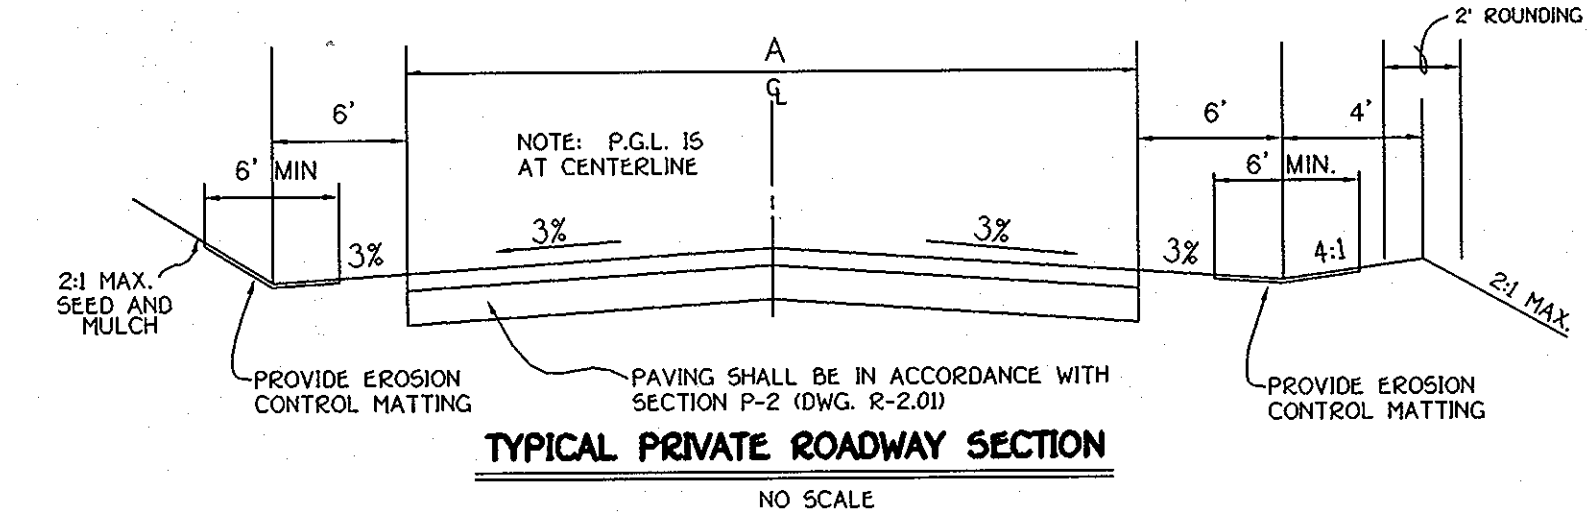 2' ROUNDING
A
℄
6'
6'
4'
NOTE: P.G.L. IS
AT CENTERLINE
6' MIN
6' MIN.
3%
3%
3%
3%
4:1
2:1 MAX.
SEED AND
MULCH
2:1 MAX.
PROVIDE EROSION
CONTROL MATTING
PAVING SHALL BE IN ACCORDANCE WITH
SECTION P-2 (DWG. R-2.01)
PROVIDE EROSION
CONTROL MATTING
TYPICAL PRIVATE ROADWAY SECTION
NO SCALE